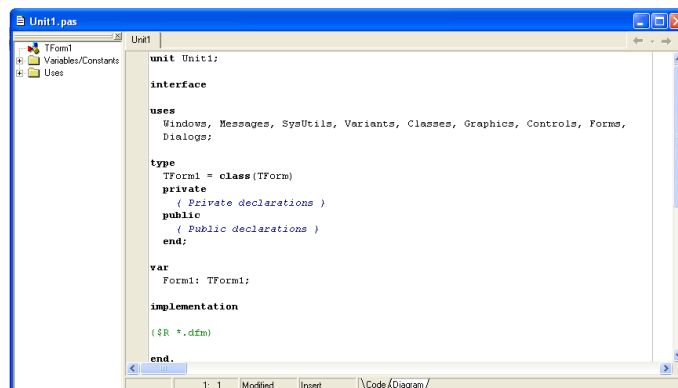 Unit1.pas
TForm1
Variables/Constants
Uses
Unit1
unit Unit1;
interface
uses
Windows, Messages, SysUtils, Variants, Classes, Graphics, Controls, Forms,
Dialogs;
type
TForm1 = class(TForm)
private
{ Private declarations }
public
{ Public declarations }
end;
var
Form1: TForm1;
implementation
{$R *.dfm}
end.
1: 1 Modified Insert \Code/Diagram/